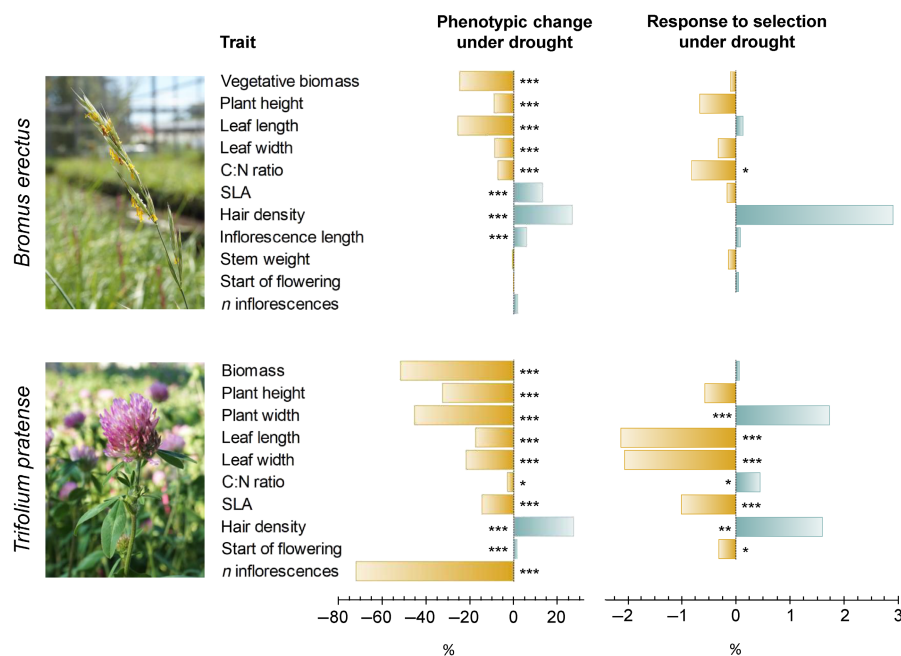 Trait
Phenotypic change
under drought
Response to selection
under drought
Bromus erectus
Vegetative biomass ***
Plant height ***
Leaf length ***
Leaf width ***
C:N ratio *** *
SLA ***
Hair density ***
Inflorescence length ***
Stem weight
Start of flowering
n inflorescences
Trifolium pratense
Biomass ***
Plant height ***
Plant width *** ***
Leaf length *** ***
Leaf width *** ***
C:N ratio * *
SLA *** ***
Hair density *** **
Start of flowering *** *
n inflorescences ***
−80 −60 −40 −20 0 20 −2 −1 0 1 2 3
% %